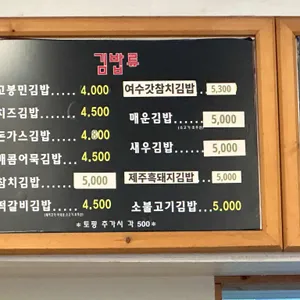 김밥류
고봉민김밥..... 4,000
치즈김밥...... 4,500
돈가스김밥.... 4,000
매콤어묵김밥... 4,500
참치김밥...... 5,000
떡갈비김밥.... 4,500
여수갓참치김밥.. 5,300
매운김밥...... 5,000
새우김밥...... 5,000
제주흑돼지김밥.. 5,000
소불고기김밥... 5,000
* 토핑 추가시 각 500 *